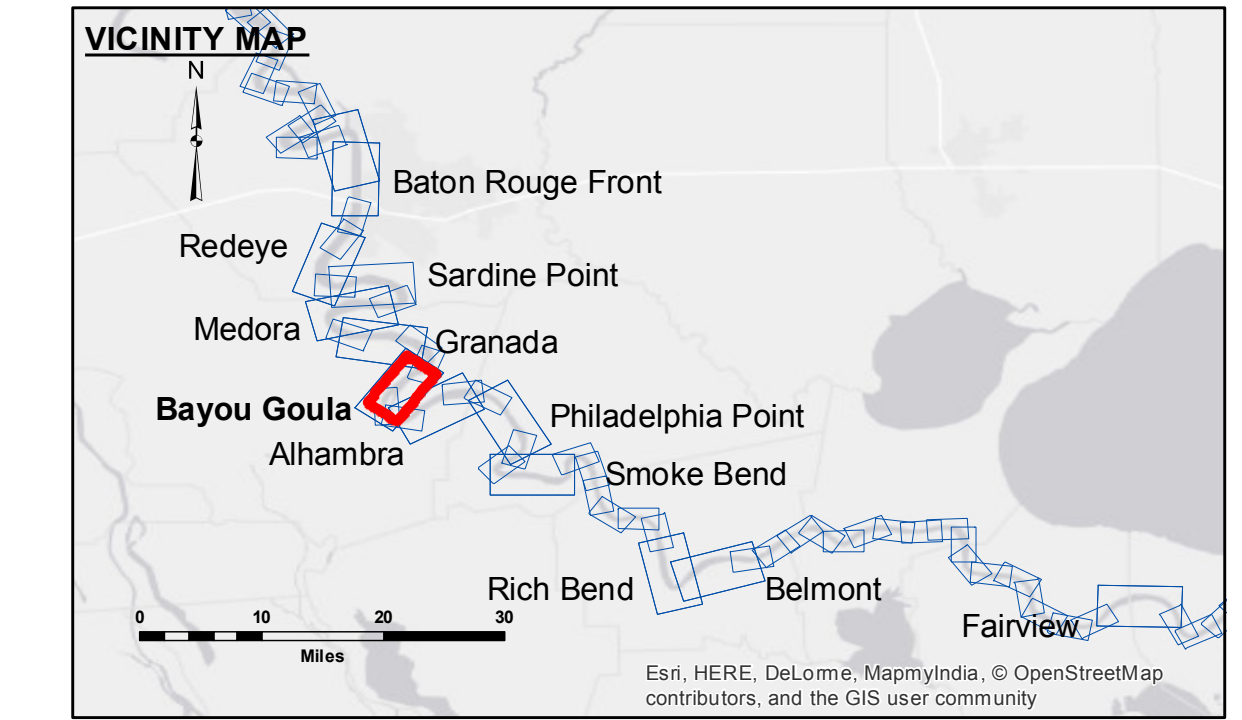 VICINITY MAP
N
Baton Rouge Front
Redeye
Sardine Point
Medora
Granada
Bayou Goula
Philadelphia Point
Alhambra
Smoke Bend
Rich Bend
Belmont
Fairview
0 10 20 30
Miles
Esri, HERE, DeLorme, MapmyIndia, © OpenStreetMap
contributors, and the GIS user community